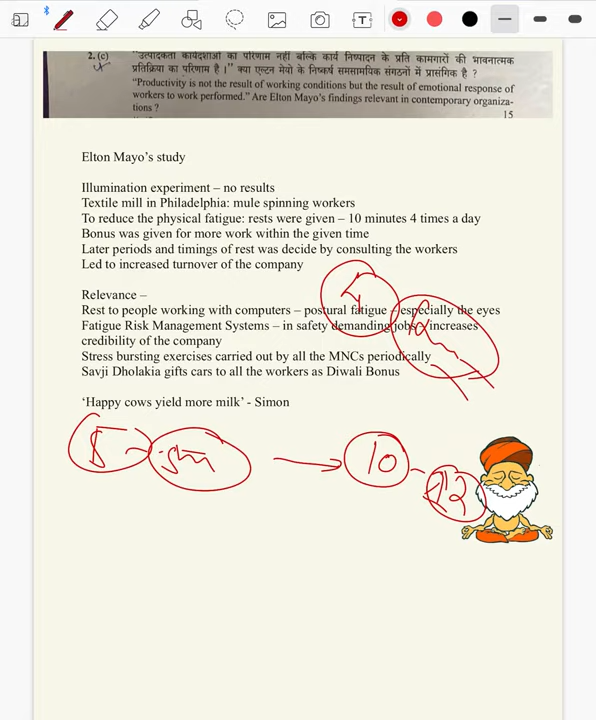 2. (c) "उत्पादकता कार्यदशाओं का परिणाम नहीं बल्कि कार्य निष्पादन के प्रति कामगारों की भावनात्मक
प्रतिक्रिया का परिणाम है।" क्या एल्टन मेयो के निष्कर्ष समसामयिक संगठनों में प्रासंगिक है ?
"Productivity is not the result of working conditions but the result of emotional response of
workers to work performed." Are Elton Mayo's findings relevant in contemporary organiza-
tions ?
15
Elton Mayo's study
Illumination experiment – no results
Textile mill in Philadelphia: mule spinning workers
To reduce the physical fatigue: rests were given – 10 minutes 4 times a day
Bonus was given for more work within the given time
Later periods and timings of rest was decide by consulting the workers
Led to increased turnover of the company
Relevance –
Rest to people working with computers – postural fatigue – especially the eyes
Fatigue Risk Management Systems – in safety demanding jobs – increases
credibility of the company
Stress bursting exercises carried out by all the MNCs periodically
Savji Dholakia gifts cars to all the workers as Diwali Bonus
'Happy cows yield more milk' - Simon
10